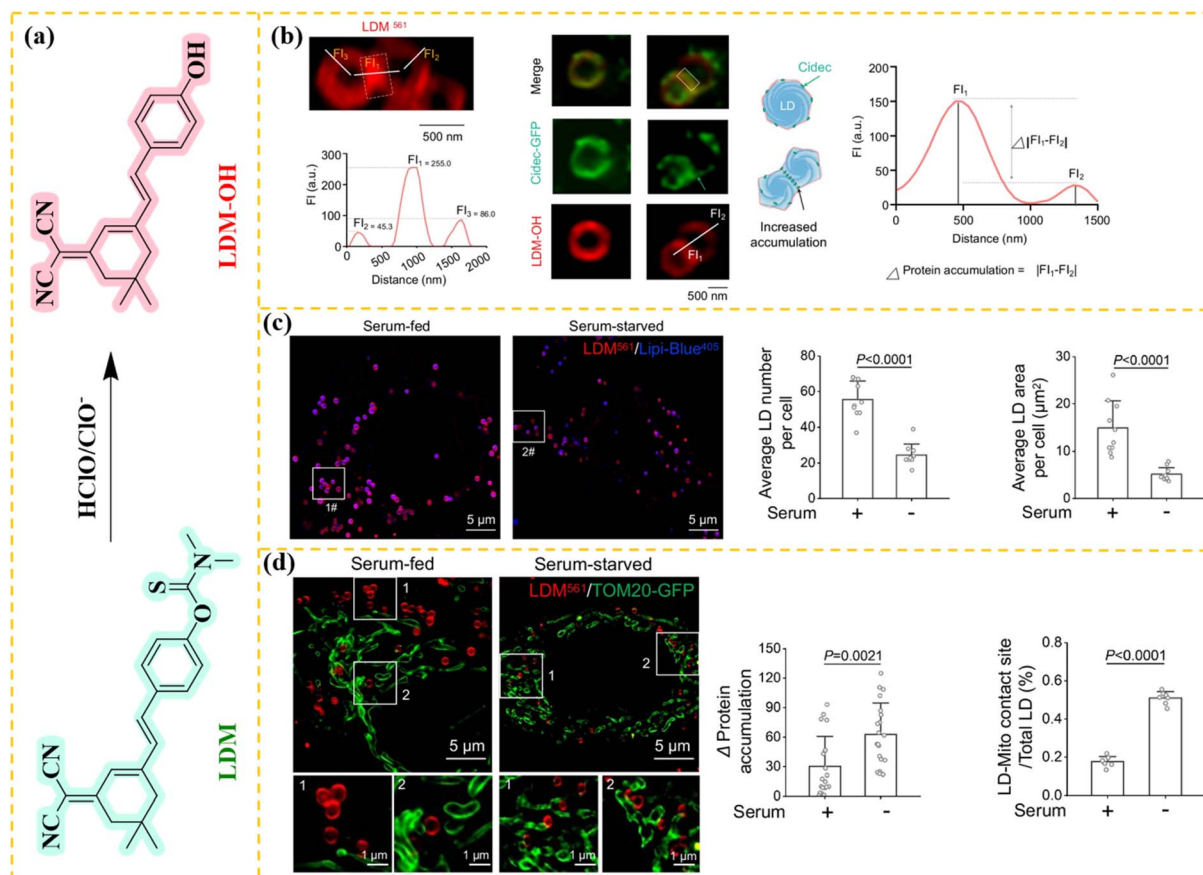 (a)
OH
CN
NC
LDM-OH
HClO/ClO⁻
N
S
O
CN
NC
LDM
(b)
LDM ⁵⁶¹
FI₃
FI₁
FI₂
500 nm
FI (a.u.)
300
200
100
0
FI₁ = 255.0
FI₂ = 45.3
FI₃ = 86.0
0
500
1000
1500
2000
Distance (nm)
Merge
Cidec-GFP
LDM-OH
FI₂
FI₁
500 nm
Cidec
LD
Increased
accumulation
FI (a.u.)
200
150
100
50
0
FI₁
△|FI₁-FI₂|
FI₂
0
500
1000
1500
Distance (nm)
△ Protein accumulation = |FI₁-FI₂|
(c)
Serum-fed
Serum-starved
LDM⁵⁶¹/Lipi-Blue⁴⁰⁵
1#
5 μm
2#
5 μm
Average LD number
per cell
80
60
40
20
0
P<0.0001
Serum + -
Average LD area
per cell (μm²)
30
20
10
0
P<0.0001
Serum + -
(d)
Serum-fed
Serum-starved
LDM⁵⁶¹/TOM20-GFP
1
2
5 μm
1
2
5 μm
1
1 μm
2
1 μm
1
1 μm
2
1 μm
Δ Protein
accumulation
150
120
90
60
30
0
P=0.0021
Serum + -
LD-Mito contact site
/Total LD (%)
0.8
0.6
0.4
0.2
0.0
P<0.0001
Serum + -